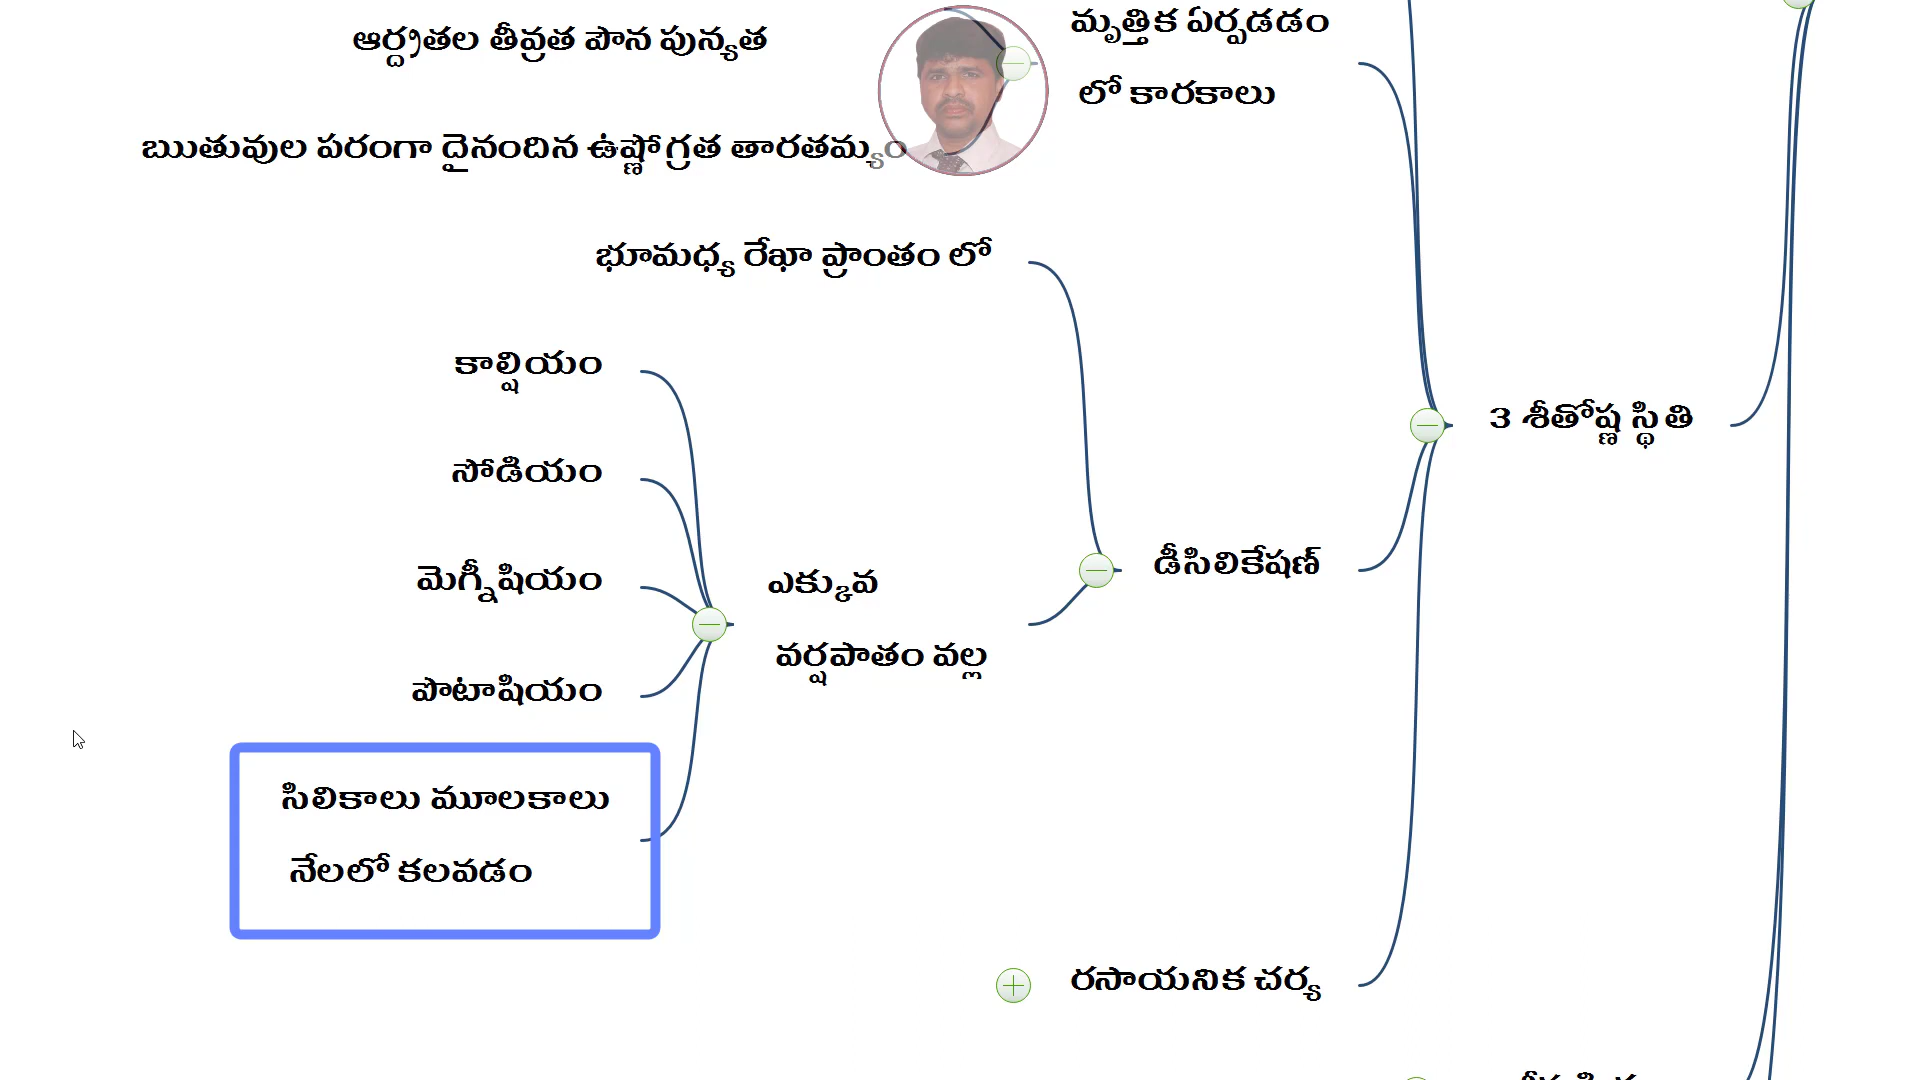 మృత్తిక ఏర్పడడం
లో కారకాలు
ఆర్ద్రతల తీవ్రత పౌన పున్యత
ఋతువుల పరంగా దైనందిన ఉష్ణోగ్రత తారతమ్యం
భూమధ్య రేఖా ప్రాంతం లో
కాల్షియం
3 శీతోష్ణ స్థితి
సోడియం
డీసిలికేషణ్
మెగ్నీషియం
ఎక్కువ
వర్షపాతం వల్ల
పొటాషియం
సిలికాలు మూలకాలు
నేలలో కలవడం
రసాయనిక చర్య